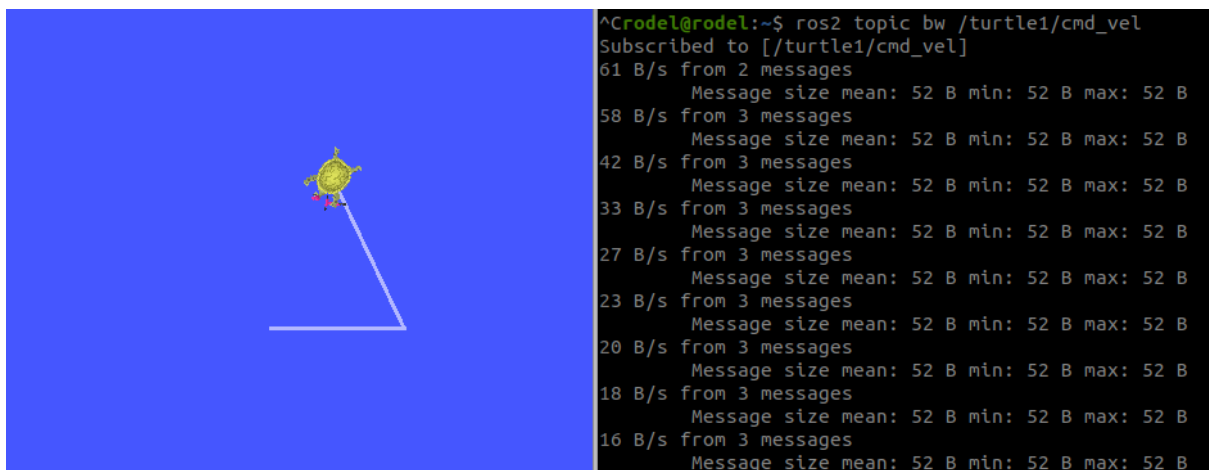 ^Crodel@rodel:~$ ros2 topic bw /turtle1/cmd_vel
Subscribed to [/turtle1/cmd_vel]
61 B/s from 2 messages
        Message size mean: 52 B min: 52 B max: 52 B
58 B/s from 3 messages
        Message size mean: 52 B min: 52 B max: 52 B
42 B/s from 3 messages
        Message size mean: 52 B min: 52 B max: 52 B
33 B/s from 3 messages
        Message size mean: 52 B min: 52 B max: 52 B
27 B/s from 3 messages
        Message size mean: 52 B min: 52 B max: 52 B
23 B/s from 3 messages
        Message size mean: 52 B min: 52 B max: 52 B
20 B/s from 3 messages
        Message size mean: 52 B min: 52 B max: 52 B
18 B/s from 3 messages
        Message size mean: 52 B min: 52 B max: 52 B
16 B/s from 3 messages
        Message size mean: 52 B min: 52 B max: 52 B